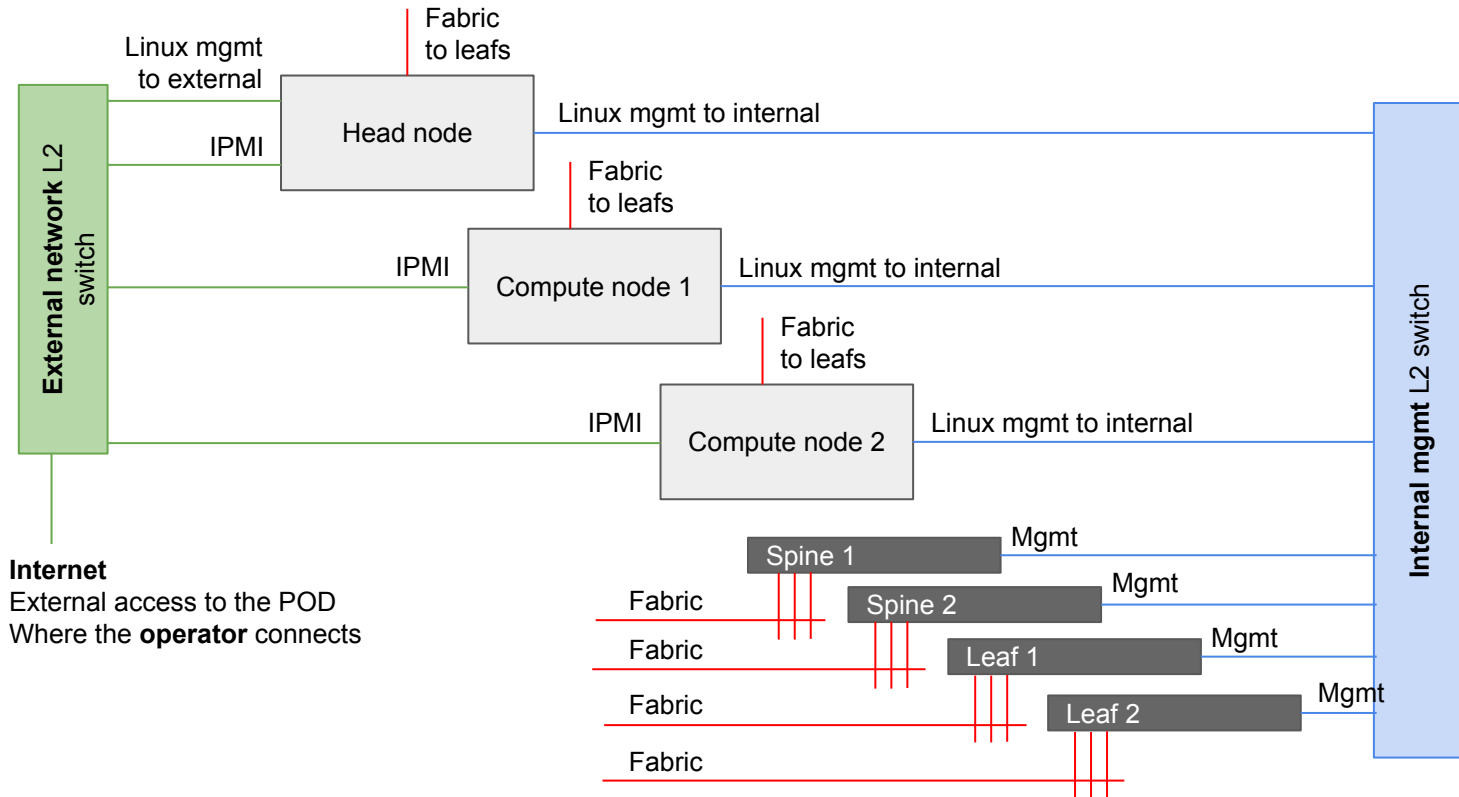 Fabric
to leafs
Linux mgmt
to external
Head node
Linux mgmt to internal
IPMI
Fabric
to leafs
External network L2
switch
IPMI
Compute node 1
Linux mgmt to internal
Fabric
to leafs
IPMI
Compute node 2
Linux mgmt to internal
Internal mgmt L2 switch
Internet
External access to the POD
Where the operator connects
Spine 1
Mgmt
Fabric
Spine 2
Mgmt
Fabric
Leaf 1
Mgmt
Fabric
Leaf 2
Mgmt
Fabric